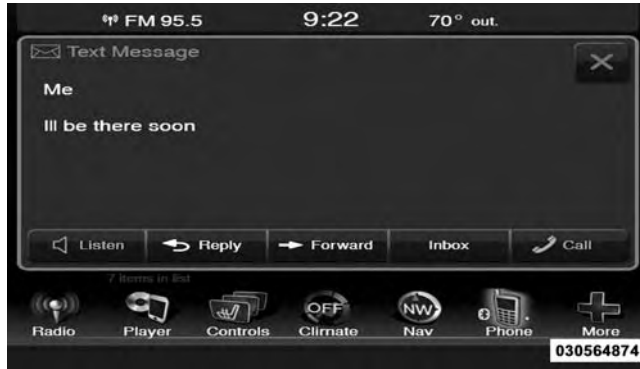 FM 95.5 9:22 70° out.
Text Message
Me
Ill be there soon
Listen Reply Forward Inbox Call
7 items in list
OFF NW
Radio Player Controls Climate Nav Phone More
030564874